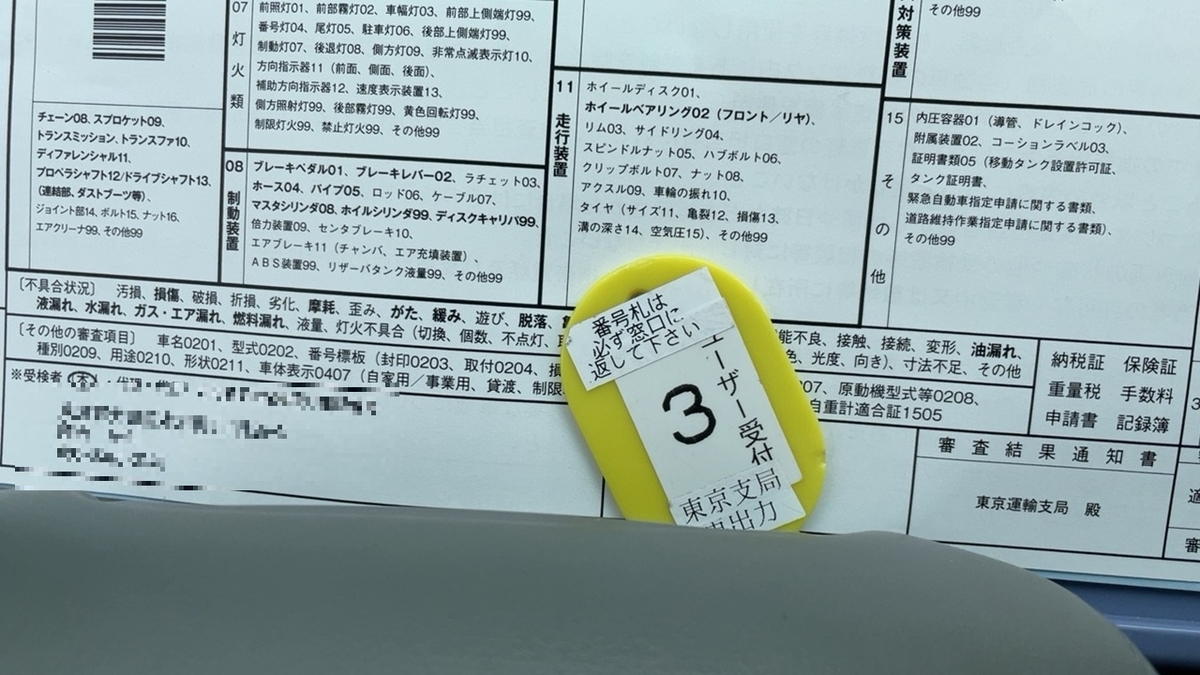 07 灯火類
前照灯01、前部霧灯02、車幅灯03、前部上側端灯99、
番号灯04、尾灯05、駐車灯06、後部上側端灯99、
制動灯07、後退灯08、側方灯09、非常点滅表示灯10、
方向指示器11（前面、側面、後面）、
補助方向指示器12、速度表示装置13、
側方照射灯99、後部霧灯99、黄色回転灯99、
制限灯火99、禁止灯火99、その他99
チェーン08、スプロケット09、
トランスミッション、トランスファ10、
ディファレンシャル11、
プロペラシャフト12/ドライブシャフト13、
（連結部、ダストブーツ等）、
ジョイント部14、ボルト15、ナット16、
エアクリーナ99、その他99
08 制動装置
ブレーキペダル01、ブレーキレバー02、ラチェット03、
ホース04、パイプ05、ロッド06、ケーブル07、
マスタシリンダ08、ホイルシリンダ99、ディスクキャリパ99、
倍力装置09、センタブレーキ10、
エアブレーキ11（チャンバ、エア充填装置）、
ＡＢＳ装置99、リザーバタンク液量99、その他99
11 走行装置
ホイールディスク01、
ホイールベアリング02（フロント／リヤ）、
リム03、サイドリング04、
スピンドルナット05、ハブボルト06、
クリップボルト07、ナット08、
アクスル09、車輪の振れ10、
タイヤ（サイズ11、亀裂12、損傷13、
溝の深さ14、空気圧15）、その他99
対策装置
その他99
15 その他
内圧容器01（導管、ドレインコック）、
附属装置02、コーションラベル03、
証明書類05（移動タンク設置許可証、
タンク証明書、
緊急自動車指定申請に関する書類、
道路維持作業指定申請に関する書類）、
その他99
〔不具合状況〕 汚損、損傷、破損、折損、劣化、摩耗、歪み、がた、緩み、遊び、脱落、
能不良、接触、接続、変形、油漏れ、
液漏れ、水漏れ、ガス・エア漏れ、燃料漏れ、液量、灯火不具合（切換、個数、不点灯、
色、光度、向き）、寸法不足、その他
〔その他の審査項目〕 車名0201、型式0202、番号標板（封印0203、取付0204、
07、原動機型式等0208、
種別0209、用途0210、形状0211、車体表示0407（自家用／事業用、貸渡、制限
自重計適合証1505
※受検者
納税証 保険証
重量税 手数料
申請書 記録簿
審査結果通知書
東京運輸支局 殿
番号札は
必ず窓口に
返して下さい
ユーザー受付
3
東京支局